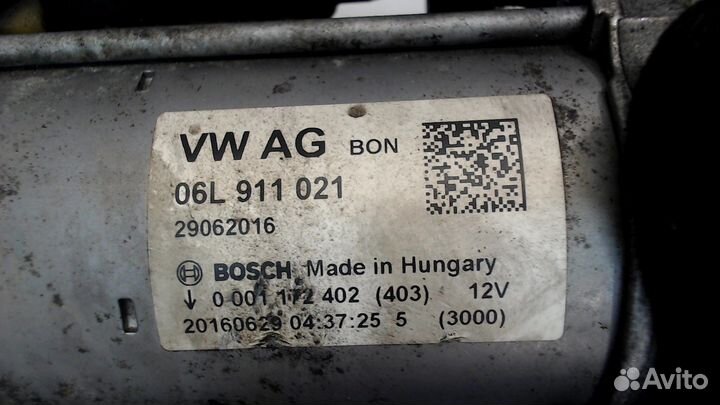 VW AG BON
06L 911 021
29062016
BOSCH Made in Hungary
↓ 0 001 172 402 (403) 12V
20160629 04:37:25 5 (3000)
Avito